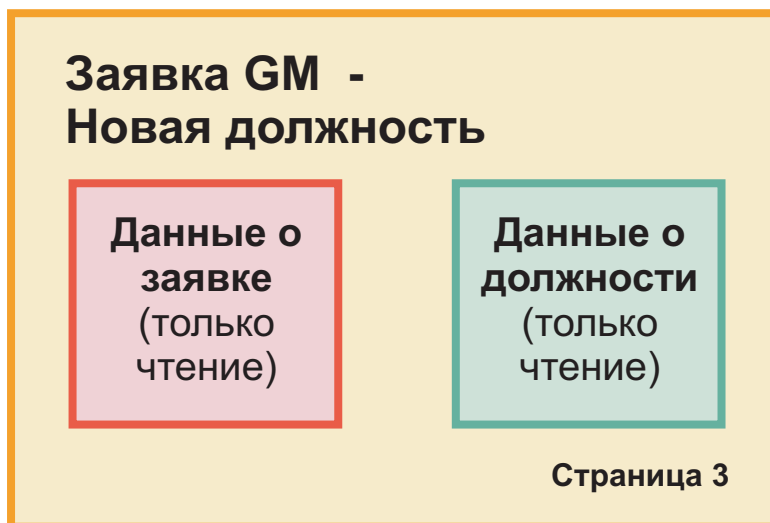 Заявка GM -
Новая должность
Данные о
заявке
(только
чтение)
Данные о
должности
(только
чтение)
Страница 3